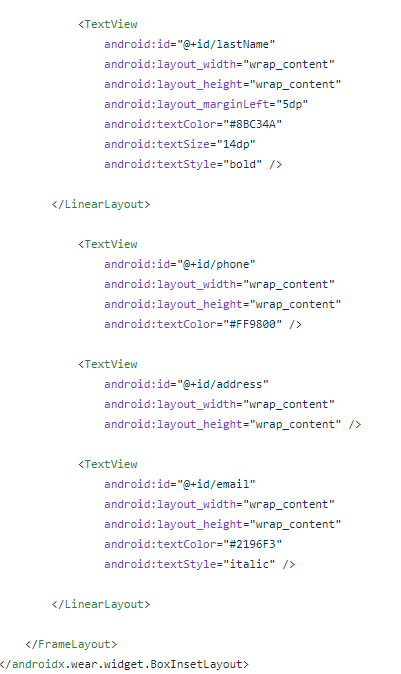 <TextView
android:id="@+id/lastName"
android:layout_width="wrap_content"
android:layout_height="wrap_content"
android:layout_marginLeft="5dp"
android:textColor="#8BC34A"
android:textSize="14dp"
android:textStyle="bold" />
</LinearLayout>
<TextView
android:id="@+id/phone"
android:layout_width="wrap_content"
android:layout_height="wrap_content"
android:textColor="#FF9800" />
<TextView
android:id="@+id/address"
android:layout_width="wrap_content"
android:layout_height="wrap_content" />
<TextView
android:id="@+id/email"
android:layout_width="wrap_content"
android:layout_height="wrap_content"
android:textColor="#2196F3"
android:textStyle="italic" />
</LinearLayout>
</FrameLayout>
</androidx.wear.widget.BoxInsetLayout>